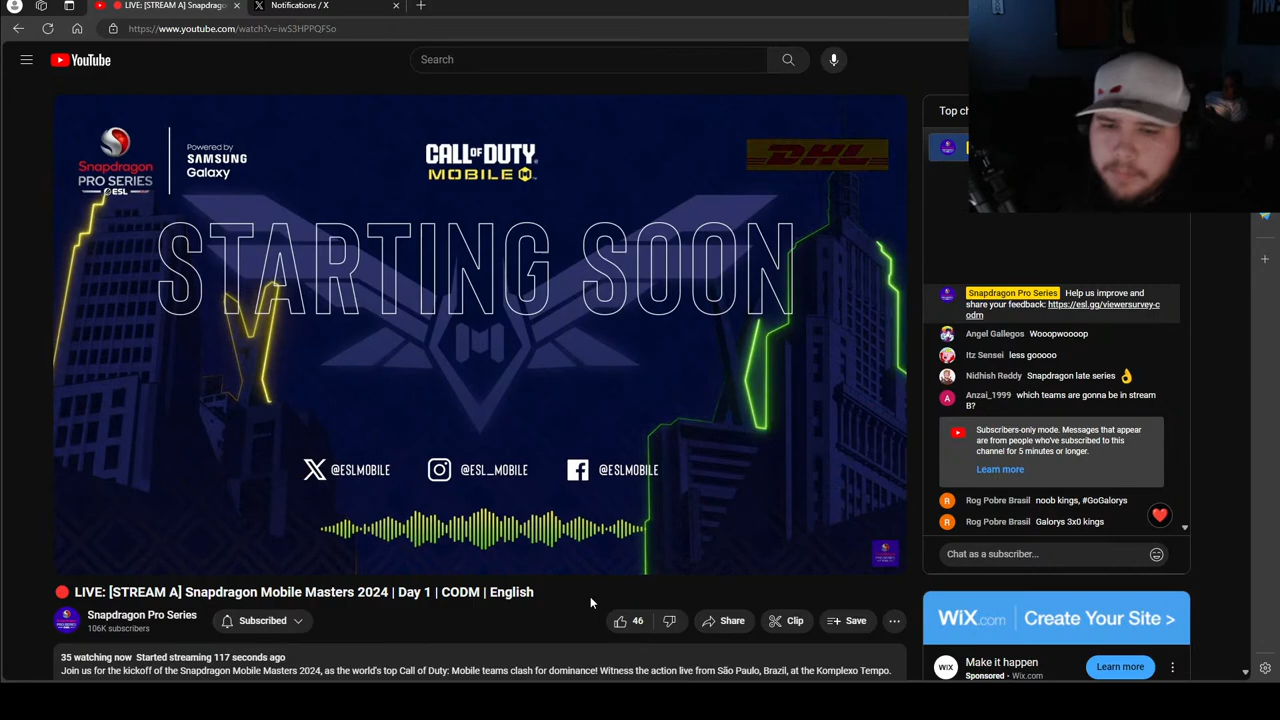 LIVE: [STREAM A] Snapdrago
Notifications / X
https://www.youtube.com/watch?v=iwS3HPPQFSo
YouTube
Search
Snapdragon
PRO SERIES
ESL
Powered by
SAMSUNG
Galaxy
CALL OF DUTY
MOBILE
DHL
STARTING SOON
@ESLMOBILE
@ESL_MOBILE
@ESLMOBILE
LIVE: [STREAM A] Snapdragon Mobile Masters 2024 | Day 1 | CODM | English
Snapdragon Pro Series
106K subscribers
Subscribed
46
Share
Clip
Save
35 watching now Started streaming 117 seconds ago
Join us for the kickoff of the Snapdragon Mobile Masters 2024, as the world's top Call of Duty: Mobile teams clash for dominance! Witness the action live from São Paulo, Brazil, at the Komplexo Tempo.
Top ch
Snapdragon Pro Series Help us improve and
share your feedback: https://esl.gg/viewersurvey-c
odm
Angel Gallegos Wooopwoooop
Itz Sensei less gooooo
Nidhish Reddy Snapdragon late series 👌
Anzai_1999 which teams are gonna be in stream
B?
Subscribers-only mode. Messages that appear
are from people who've subscribed to this
channel for 5 minutes or longer.
Learn more
Rog Pobre Brasil noob kings, #GoGalorys
Rog Pobre Brasil Galorys 3x0 kings
Chat as a subscriber...
WiX.com Create Your Site >
Make it happen
Sponsored • Wix.com
Learn more